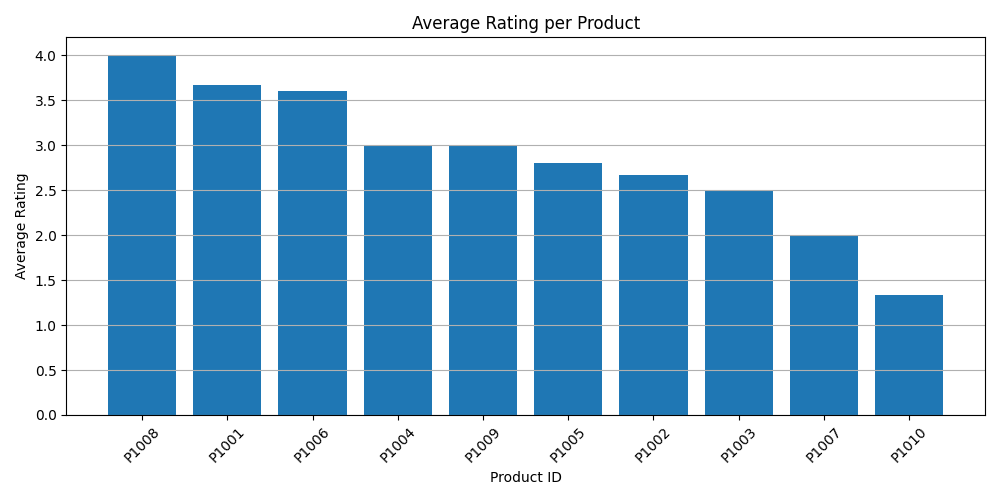 Average Rating per Product
Average Rating
4.0
3.5
3.0
2.5
2.0
1.5
1.0
0.5
0.0
P1008 P1001 P1006 P1004 P1009 P1005 P1002 P1003 P1007 P1010
Product ID